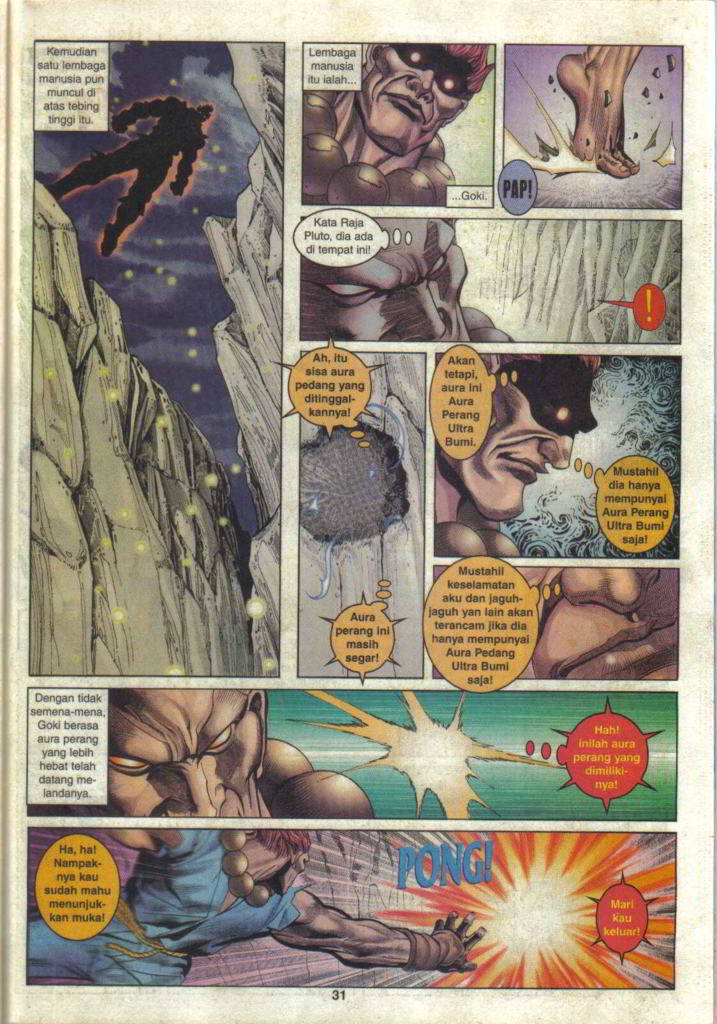 Kemudian
satu lembaga
manusia pun
muncul di
atas tebing
tinggi itu.
Lembaga
manusia
itu ialah...
...Goki.
PAP!
Kata Raja
Pluto, dia ada
di tempat ini!
!
Ah, itu
sisa aura
pedang yang
ditinggal-
kannya!
Aura
perang ini
masih
segar!
Akan
tetapi,
aura ini
Aura
Perang
Ultra
Bumi.
Mustahil
dia hanya
mempunyai
Aura Perang
Ultra Bumi
saja!
Mustahil
keselamatan
aku dan jaguh-
jaguh yan lain akan
terancam jika dia
hanya mempunyai
Aura Pedang
Ultra Bumi
saja!
Dengan tidak
semena-mena,
Goki berasa
aura perang
yang lebih
hebat telah
datang me-
landanya.
Hah!
inilah aura
perang yang
dimiliki-
nya!
Ha, ha!
Nampak-
nya kau
sudah mahu
menunjuk-
kan muka!
PONG!
Mari
kau
keluar!
31